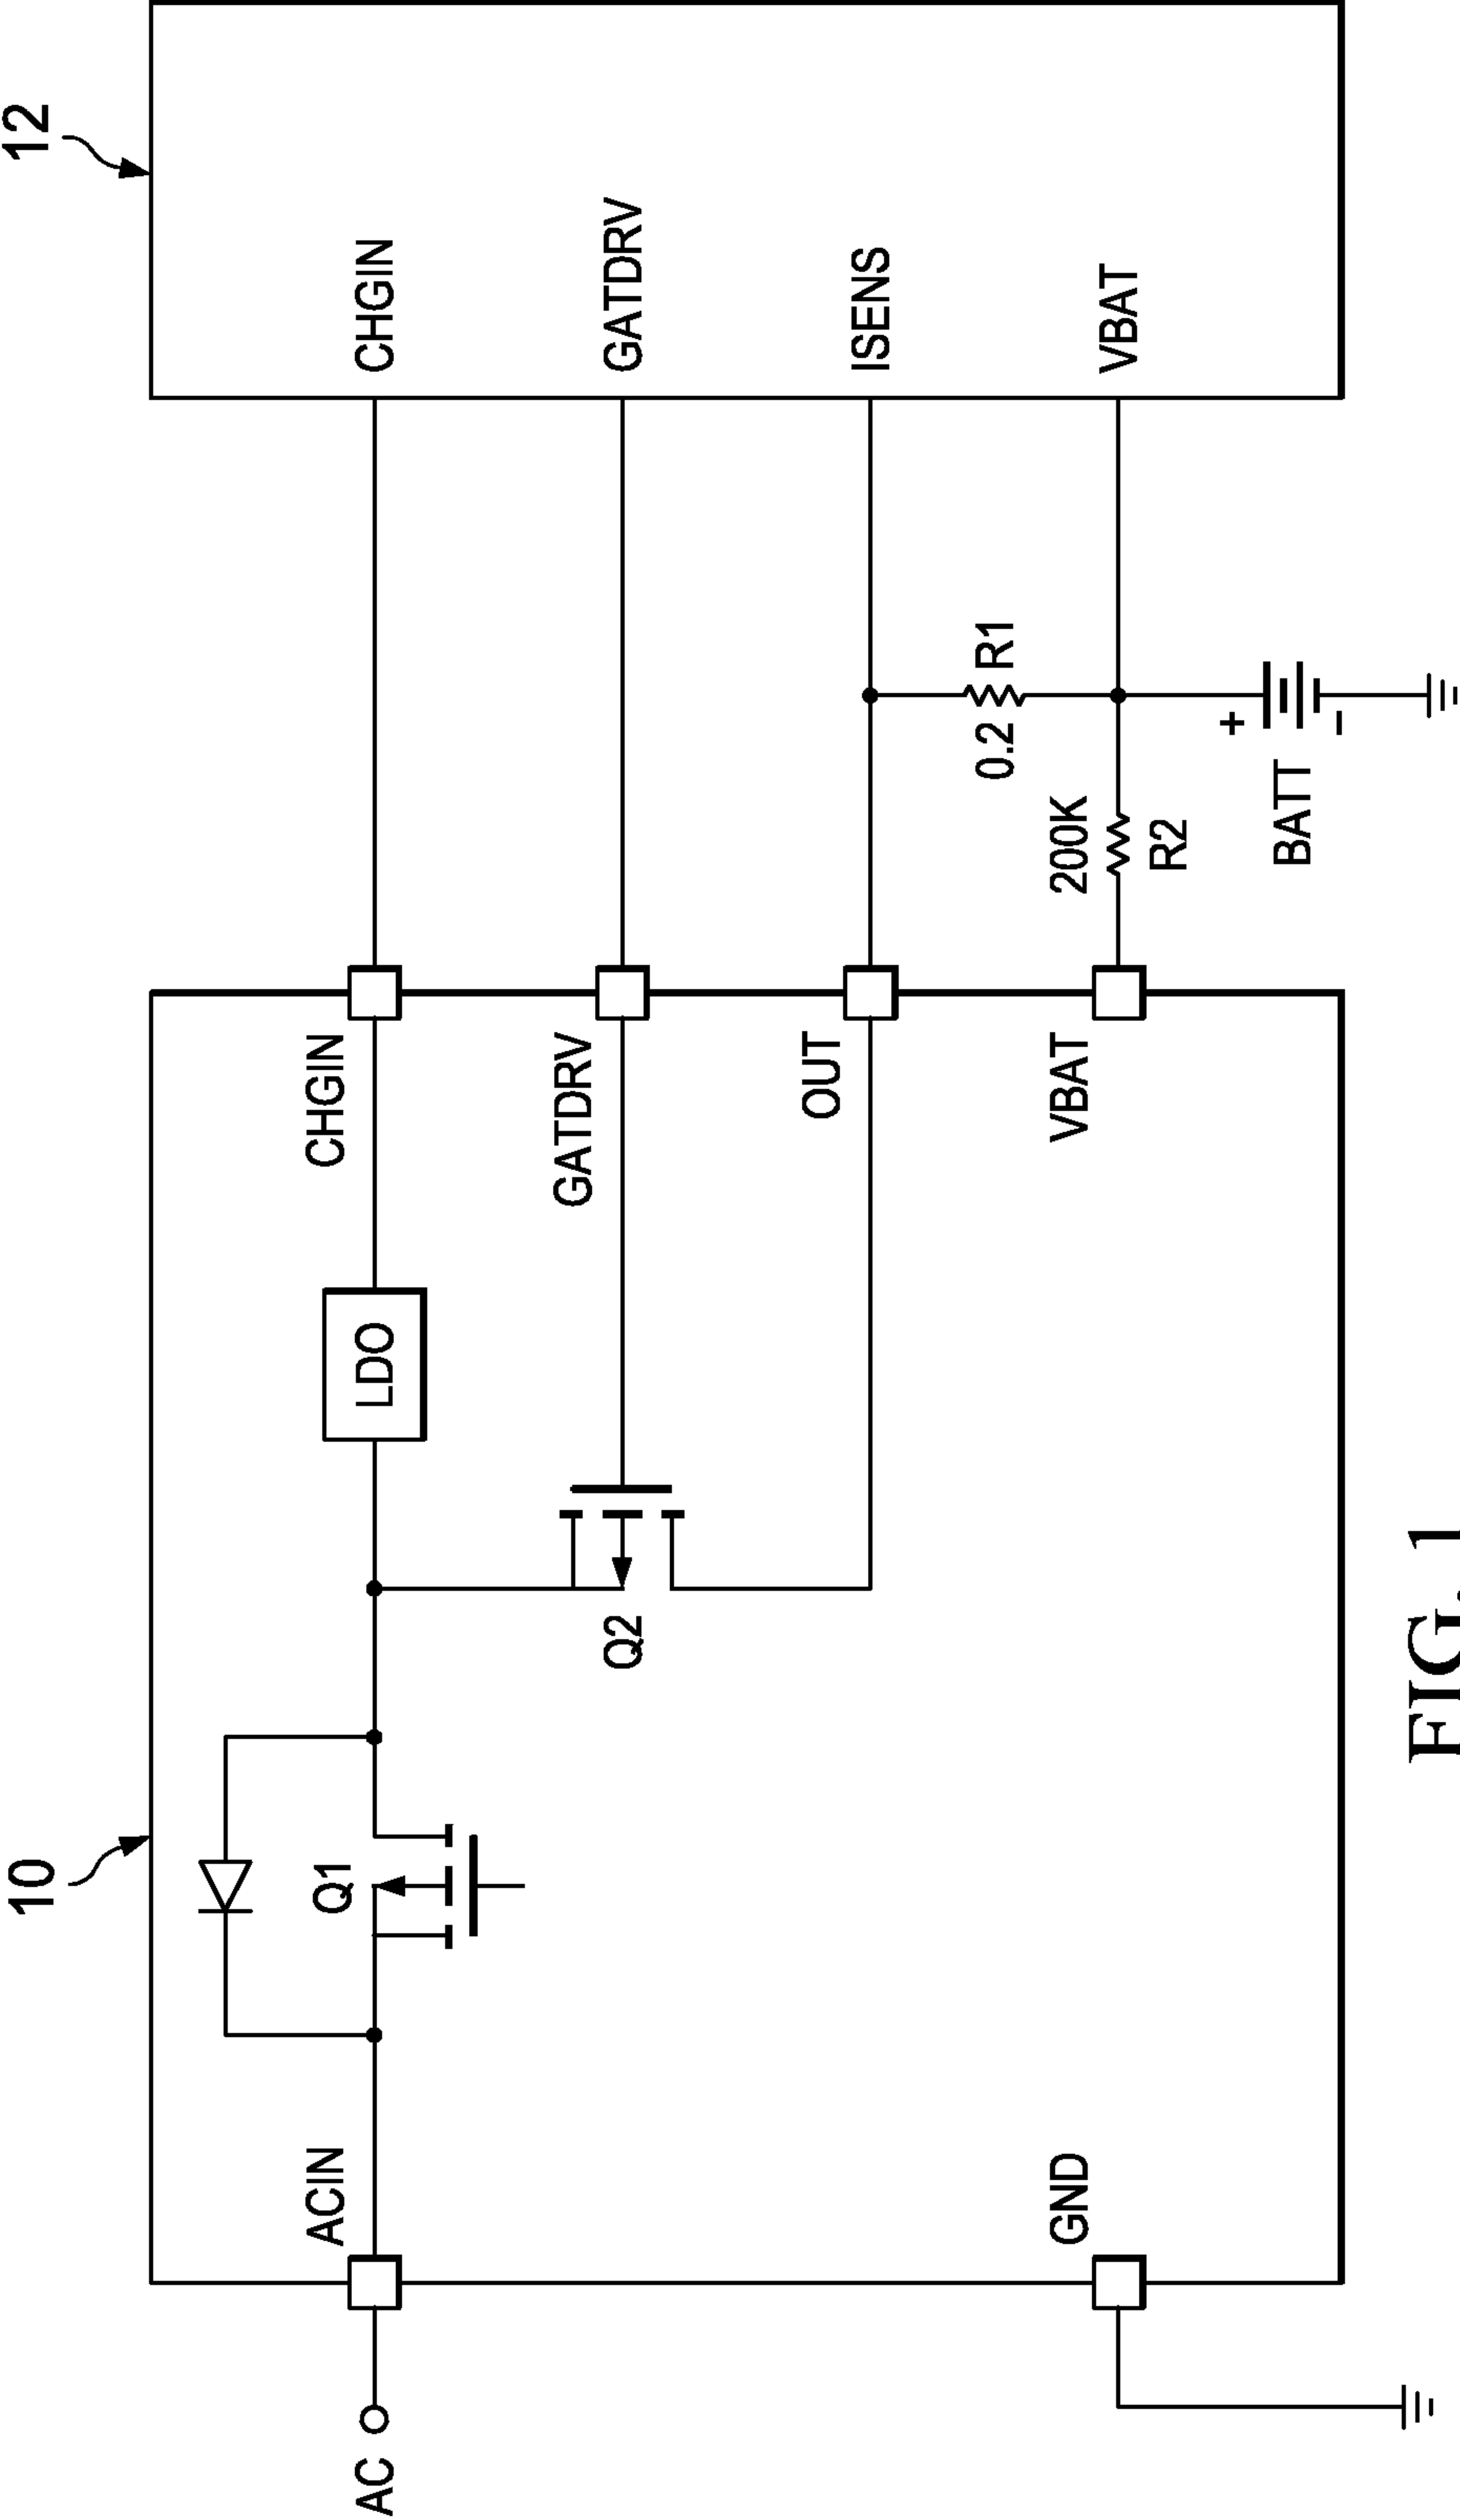 10
12
AC
ACIN
Q1
LDO
CHGIN
CHGIN
Q2
GATDRV
GATDRV
OUT
ISENS
0.2 R1
GND
VBAT
200K
R2
VBAT
+
BATT
-
FIG. 1